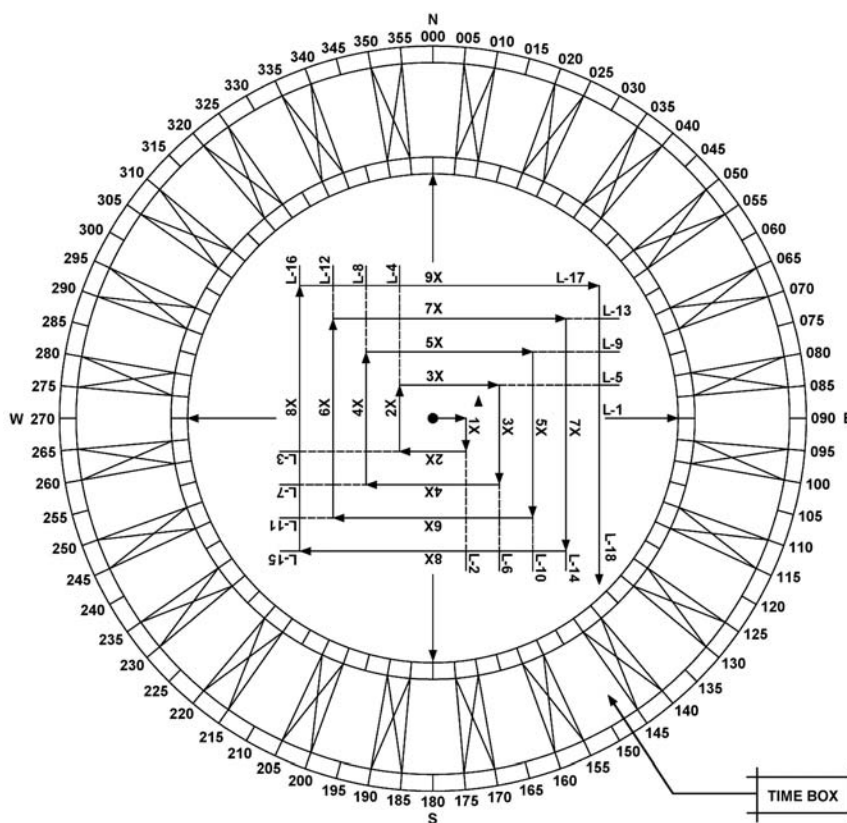 N
000
005
010
015
020
025
030
035
040
045
050
055
060
065
070
075
080
085
090
E
095
100
105
110
115
120
125
130
135
140
145
150
155
160
165
170
175
180
S
185
190
195
200
205
210
215
220
225
230
235
240
245
250
255
260
265
W 270
275
280
285
290
295
300
305
310
315
320
325
330
335
340
345
350
355
L-16
L-12
L-8
L-4
9X
L-17
7X
L-13
5X
L-9
3X
L-5
8X
6X
4X
2X
1X
3X
5X
7X
L-1
L-3
2X
L-7
4X
L-11
6X
L-15
8X
L-2
L-6
L-10
L-14
L-18
TIME BOX